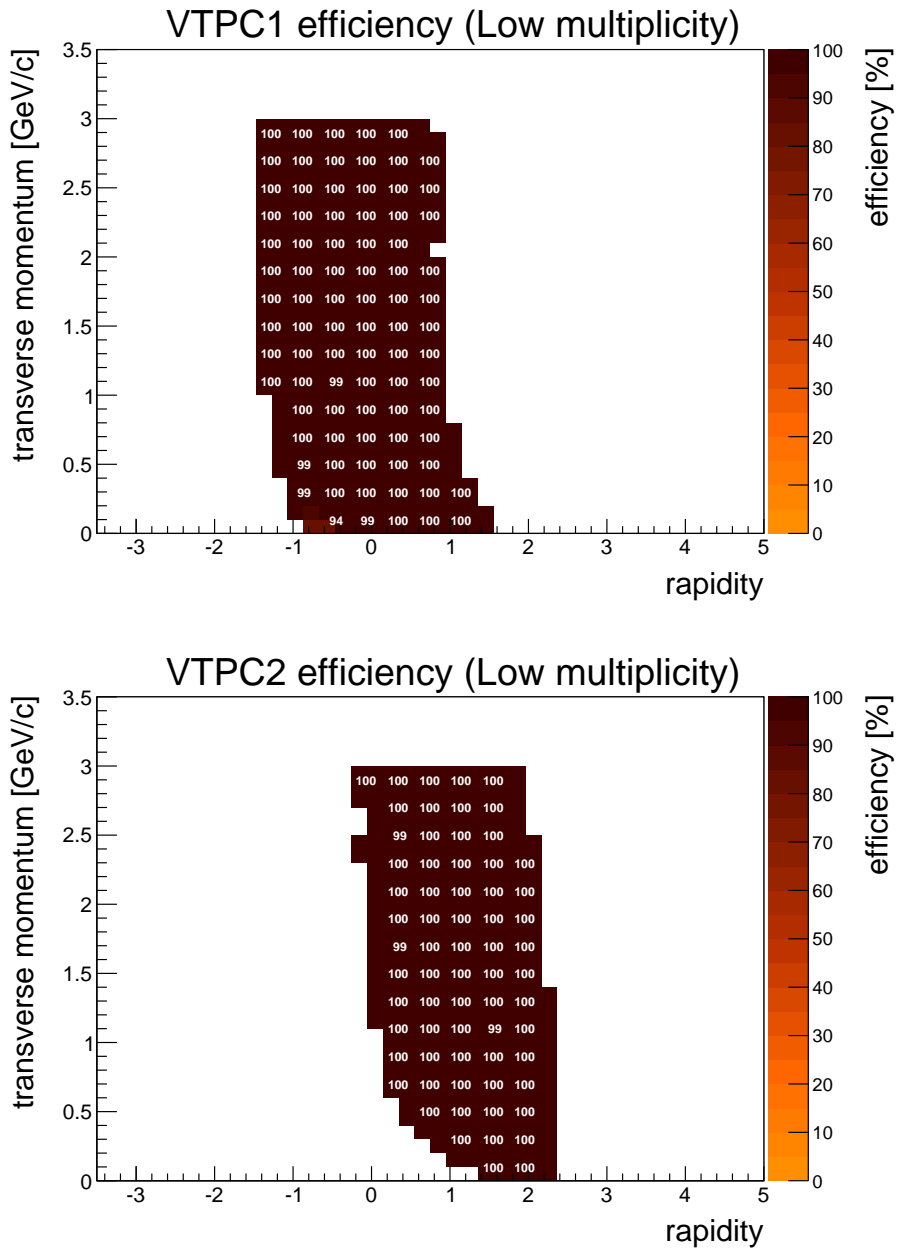 VTPC1 efficiency (Low multiplicity)
transverse momentum [GeV/c]
efficiency [%]
3.5
3
2.5
2
1.5
1
0.5
0
100 100 100 100 100
100 100 100 100 100 100
100 100 100 100 100 100
100 100 100 100 100 100
100 100 100 100 100
100 100 100 100 100 100
100 100 100 100 100 100
100 100 100 100 100 100
100 100 100 100 100 100
100 100 99 100 100 100
100 100 100 100 100
100 100 100 100 100
99 100 100 100 100
99 100 100 100 100 100
94 99 100 100 100
-3 -2 -1 0 1 2 3 4 5
rapidity
100
90
80
70
60
50
40
30
20
10
0
VTPC2 efficiency (Low multiplicity)
transverse momentum [GeV/c]
efficiency [%]
3.5
3
2.5
2
1.5
1
0.5
0
100 100 100 100 100
100 100 100 100
99 100 100 100
100 100 100 100 100
100 100 100 100 100
100 100 100 100 100
99 100 100 100 100
100 100 100 100 100
100 100 100 100 100
100 100 100 99 100
100 100 100 100 100
100 100 100 100 100
100 100 100 100
100 100 100
100 100
-3 -2 -1 0 1 2 3 4 5
rapidity
100
90
80
70
60
50
40
30
20
10
0